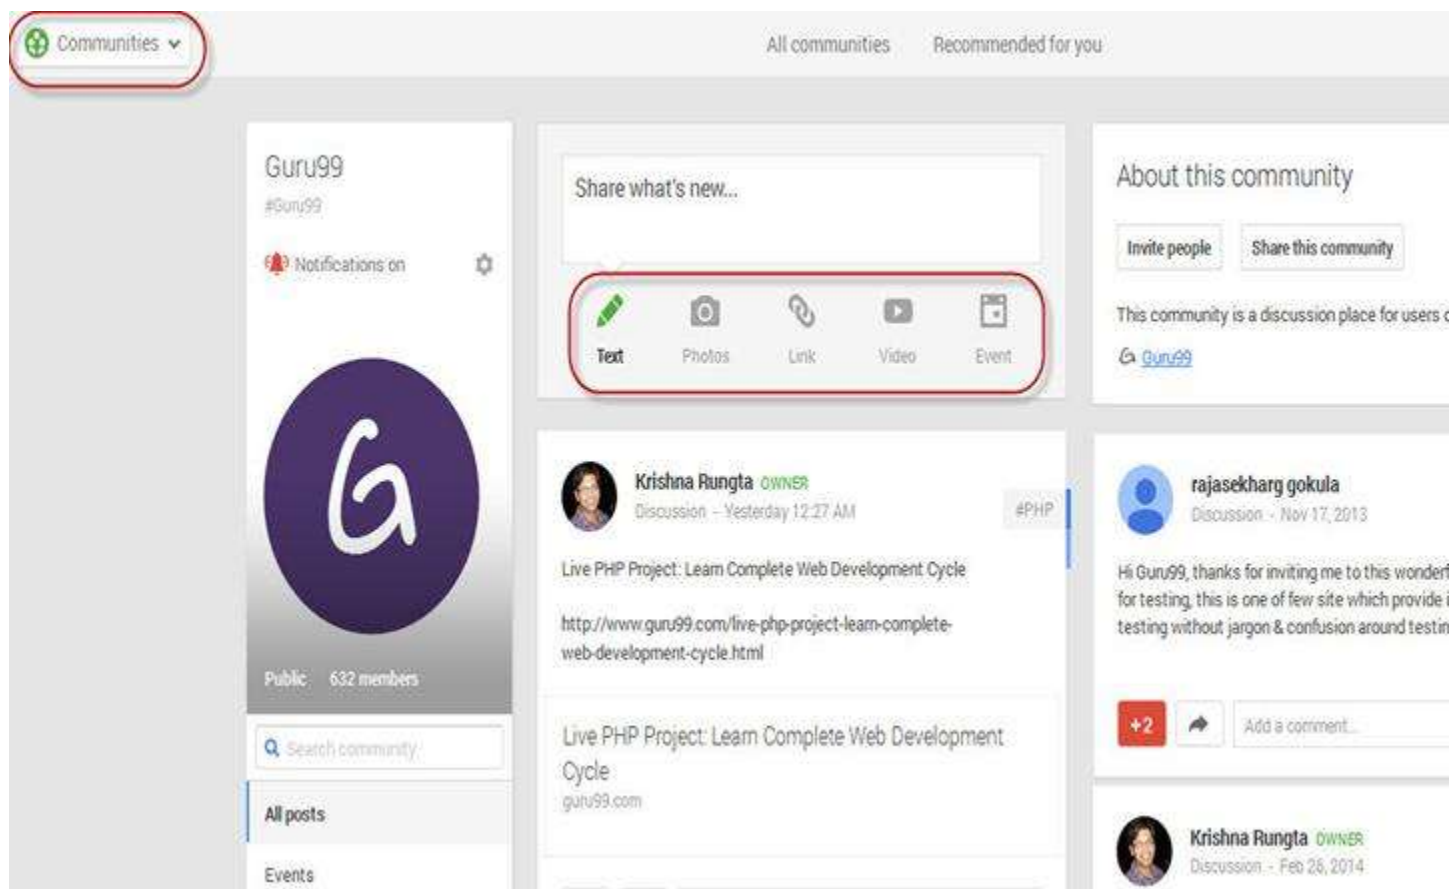 Communities
All communities
Recommended for you
Guru99
#Guru99
Notifications on
Public 632 members
Search community
All posts
Events
Share what's new...
Text
Photos
Link
Video
Event
Krishna Rungta OWNER
Discussion - Yesterday 12:27 AM
#PHP
Live PHP Project: Learn Complete Web Development Cycle
http://www.guru99.com/live-php-project-learn-complete-
web-development-cycle.html
Live PHP Project: Learn Complete Web Development
Cycle
guru99.com
About this community
Invite people
Share this community
This community is a discussion place for users
Guru99
rajasekharg gokula
Discussion - Nov 17, 2013
Hi Guru99, thanks for inviting me to this
for testing, this is one of few site which provide
testing without jargon & confusion around
+2
Add a comment...
Krishna Rungta OWNER
Discussion - Feb 28, 2014